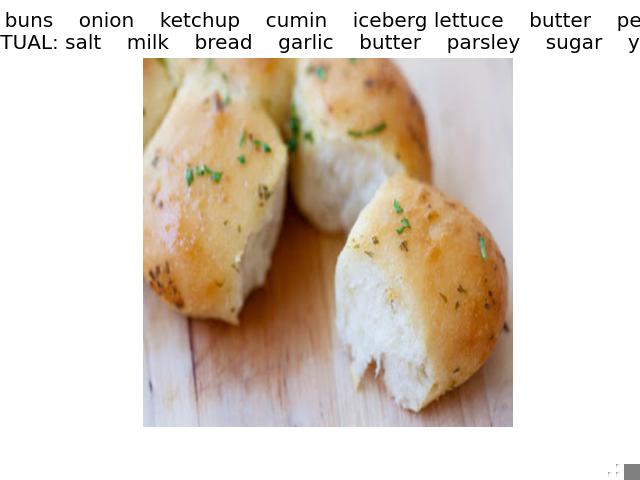 buns onion ketchup cumin iceberg lettuce butter pe
TUAL: salt milk bread garlic butter parsley sugar y